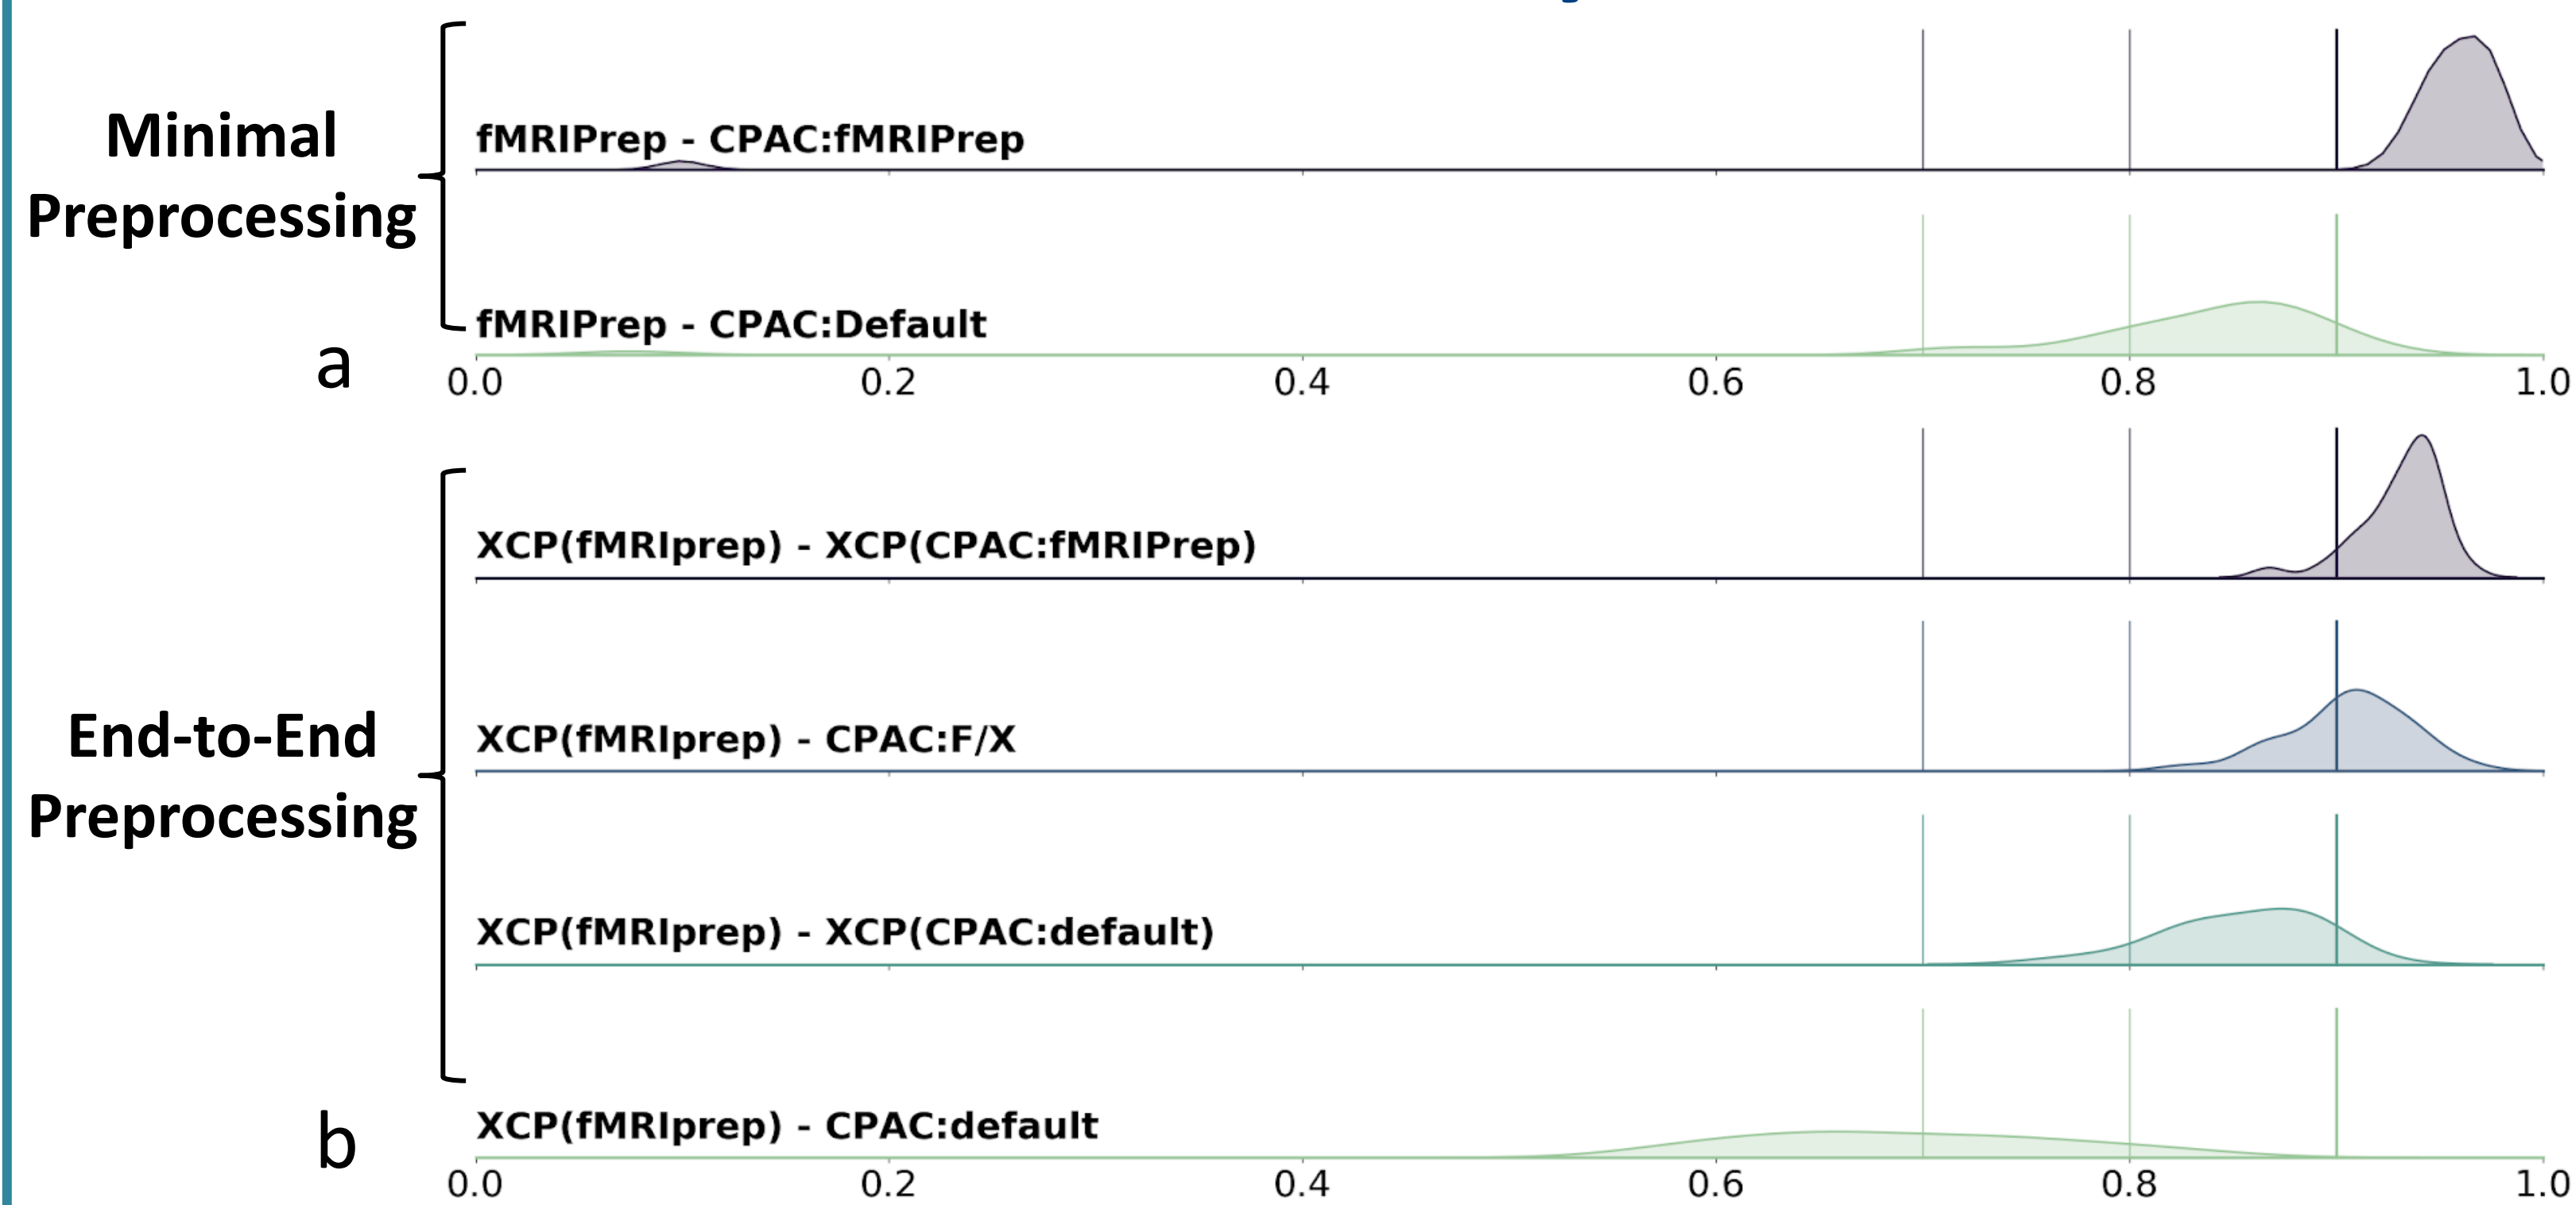 Minimal
Preprocessing
fMRIPrep - CPAC:fMRIPrep
fMRIPrep - CPAC:Default
a
0.0 0.2 0.4 0.6 0.8 1.0
End-to-End
Preprocessing
XCP(fMRIprep) - XCP(CPAC:fMRIPrep)
XCP(fMRIprep) - CPAC:F/X
XCP(fMRIprep) - XCP(CPAC:default)
XCP(fMRIprep) - CPAC:default
b
0.0 0.2 0.4 0.6 0.8 1.0